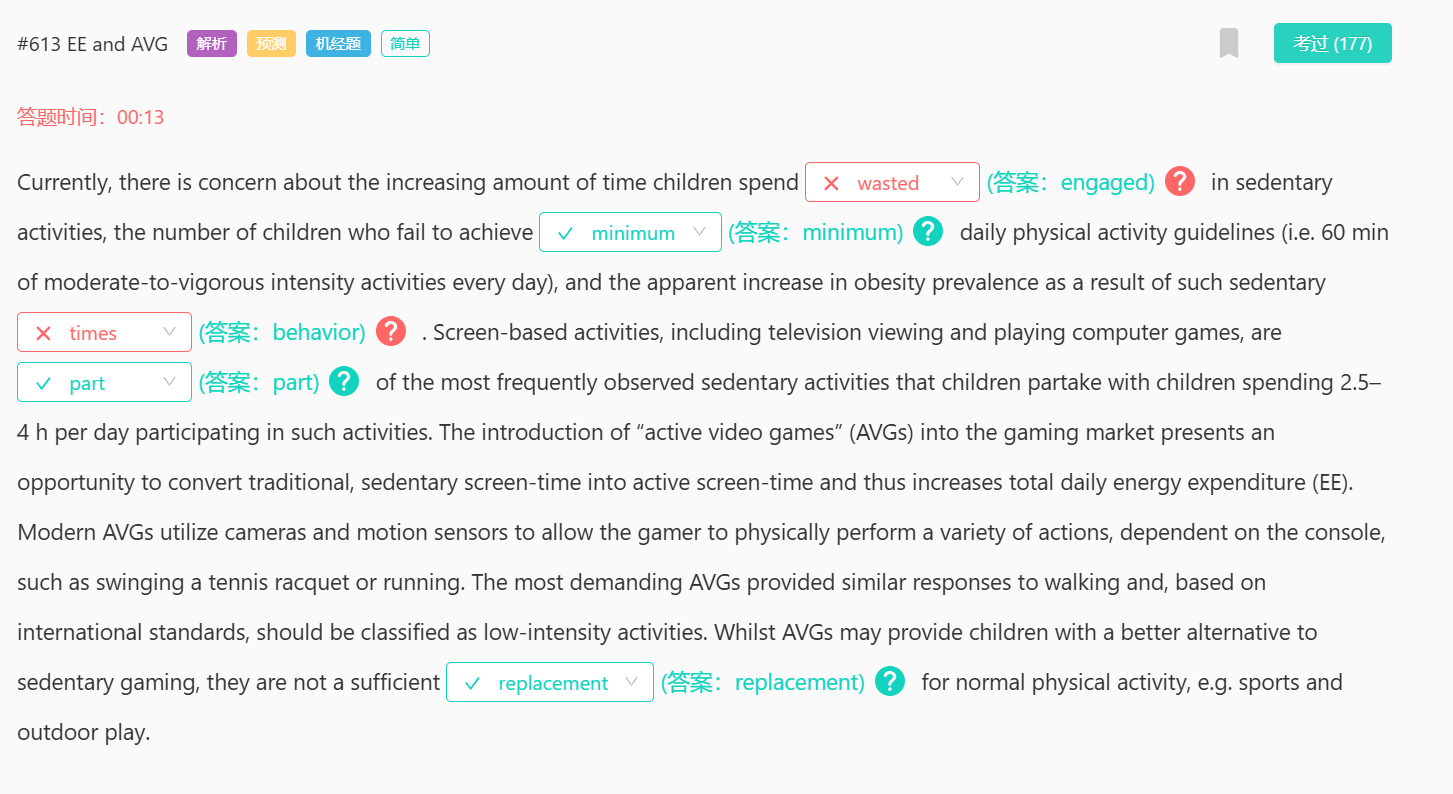 #613 EE and AVG 解析 预测 机经题 简单 考过 (177)
答题时间：00:13
Currently, there is concern about the increasing amount of time children spend wasted (答案：engaged) ? in sedentary
activities, the number of children who fail to achieve minimum (答案：minimum) ? daily physical activity guidelines (i.e. 60 min
of moderate-to-vigorous intensity activities every day), and the apparent increase in obesity prevalence as a result of such sedentary
times (答案：behavior) ? . Screen-based activities, including television viewing and playing computer games, are
part (答案：part) ? of the most frequently observed sedentary activities that children partake with children spending 2.5–
4 h per day participating in such activities. The introduction of “active video games” (AVGs) into the gaming market presents an
opportunity to convert traditional, sedentary screen-time into active screen-time and thus increases total daily energy expenditure (EE).
Modern AVGs utilize cameras and motion sensors to allow the gamer to physically perform a variety of actions, dependent on the console,
such as swinging a tennis racquet or running. The most demanding AVGs provided similar responses to walking and, based on
international standards, should be classified as low-intensity activities. Whilst AVGs may provide children with a better alternative to
sedentary gaming, they are not a sufficient replacement (答案：replacement) ? for normal physical activity, e.g. sports and
outdoor play.